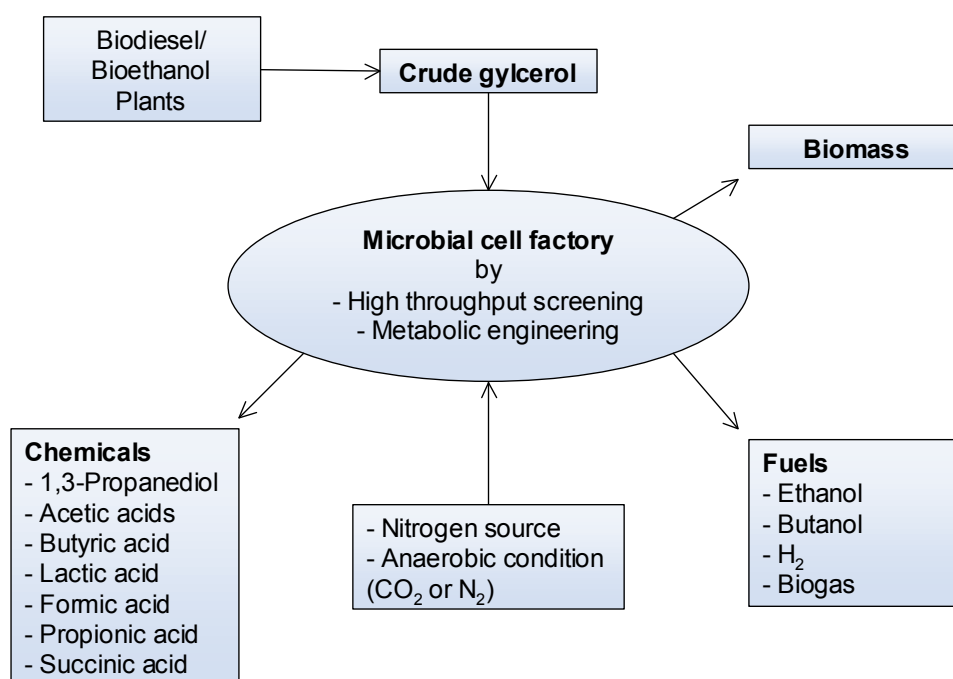 Biodiesel/
Bioethanol
Plants
Crude gylcerol
Biomass
Microbial cell factory
by
- High throughput screening
- Metabolic engineering
Chemicals
- 1,3-Propanediol
- Acetic acids
- Butyric acid
- Lactic acid
- Formic acid
- Propionic acid
- Succinic acid
- Nitrogen source
- Anaerobic condition
(CO₂ or N₂)
Fuels
- Ethanol
- Butanol
- H₂
- Biogas